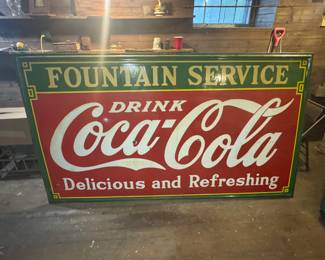 FOUNTAIN SERVICE
DRINK
Coca-Cola
Delicious and Refreshing